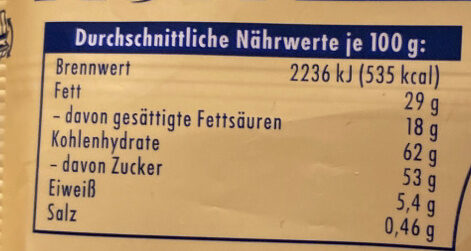 Durchschnittliche Nährwerte je 100 g:
Brennwert 2236 kJ (535 kcal)
Fett 29 g
– davon gesättigte Fettsäuren 18 g
Kohlenhydrate 62 g
– davon Zucker 53 g
Eiweiß 5,4 g
Salz 0,46 g